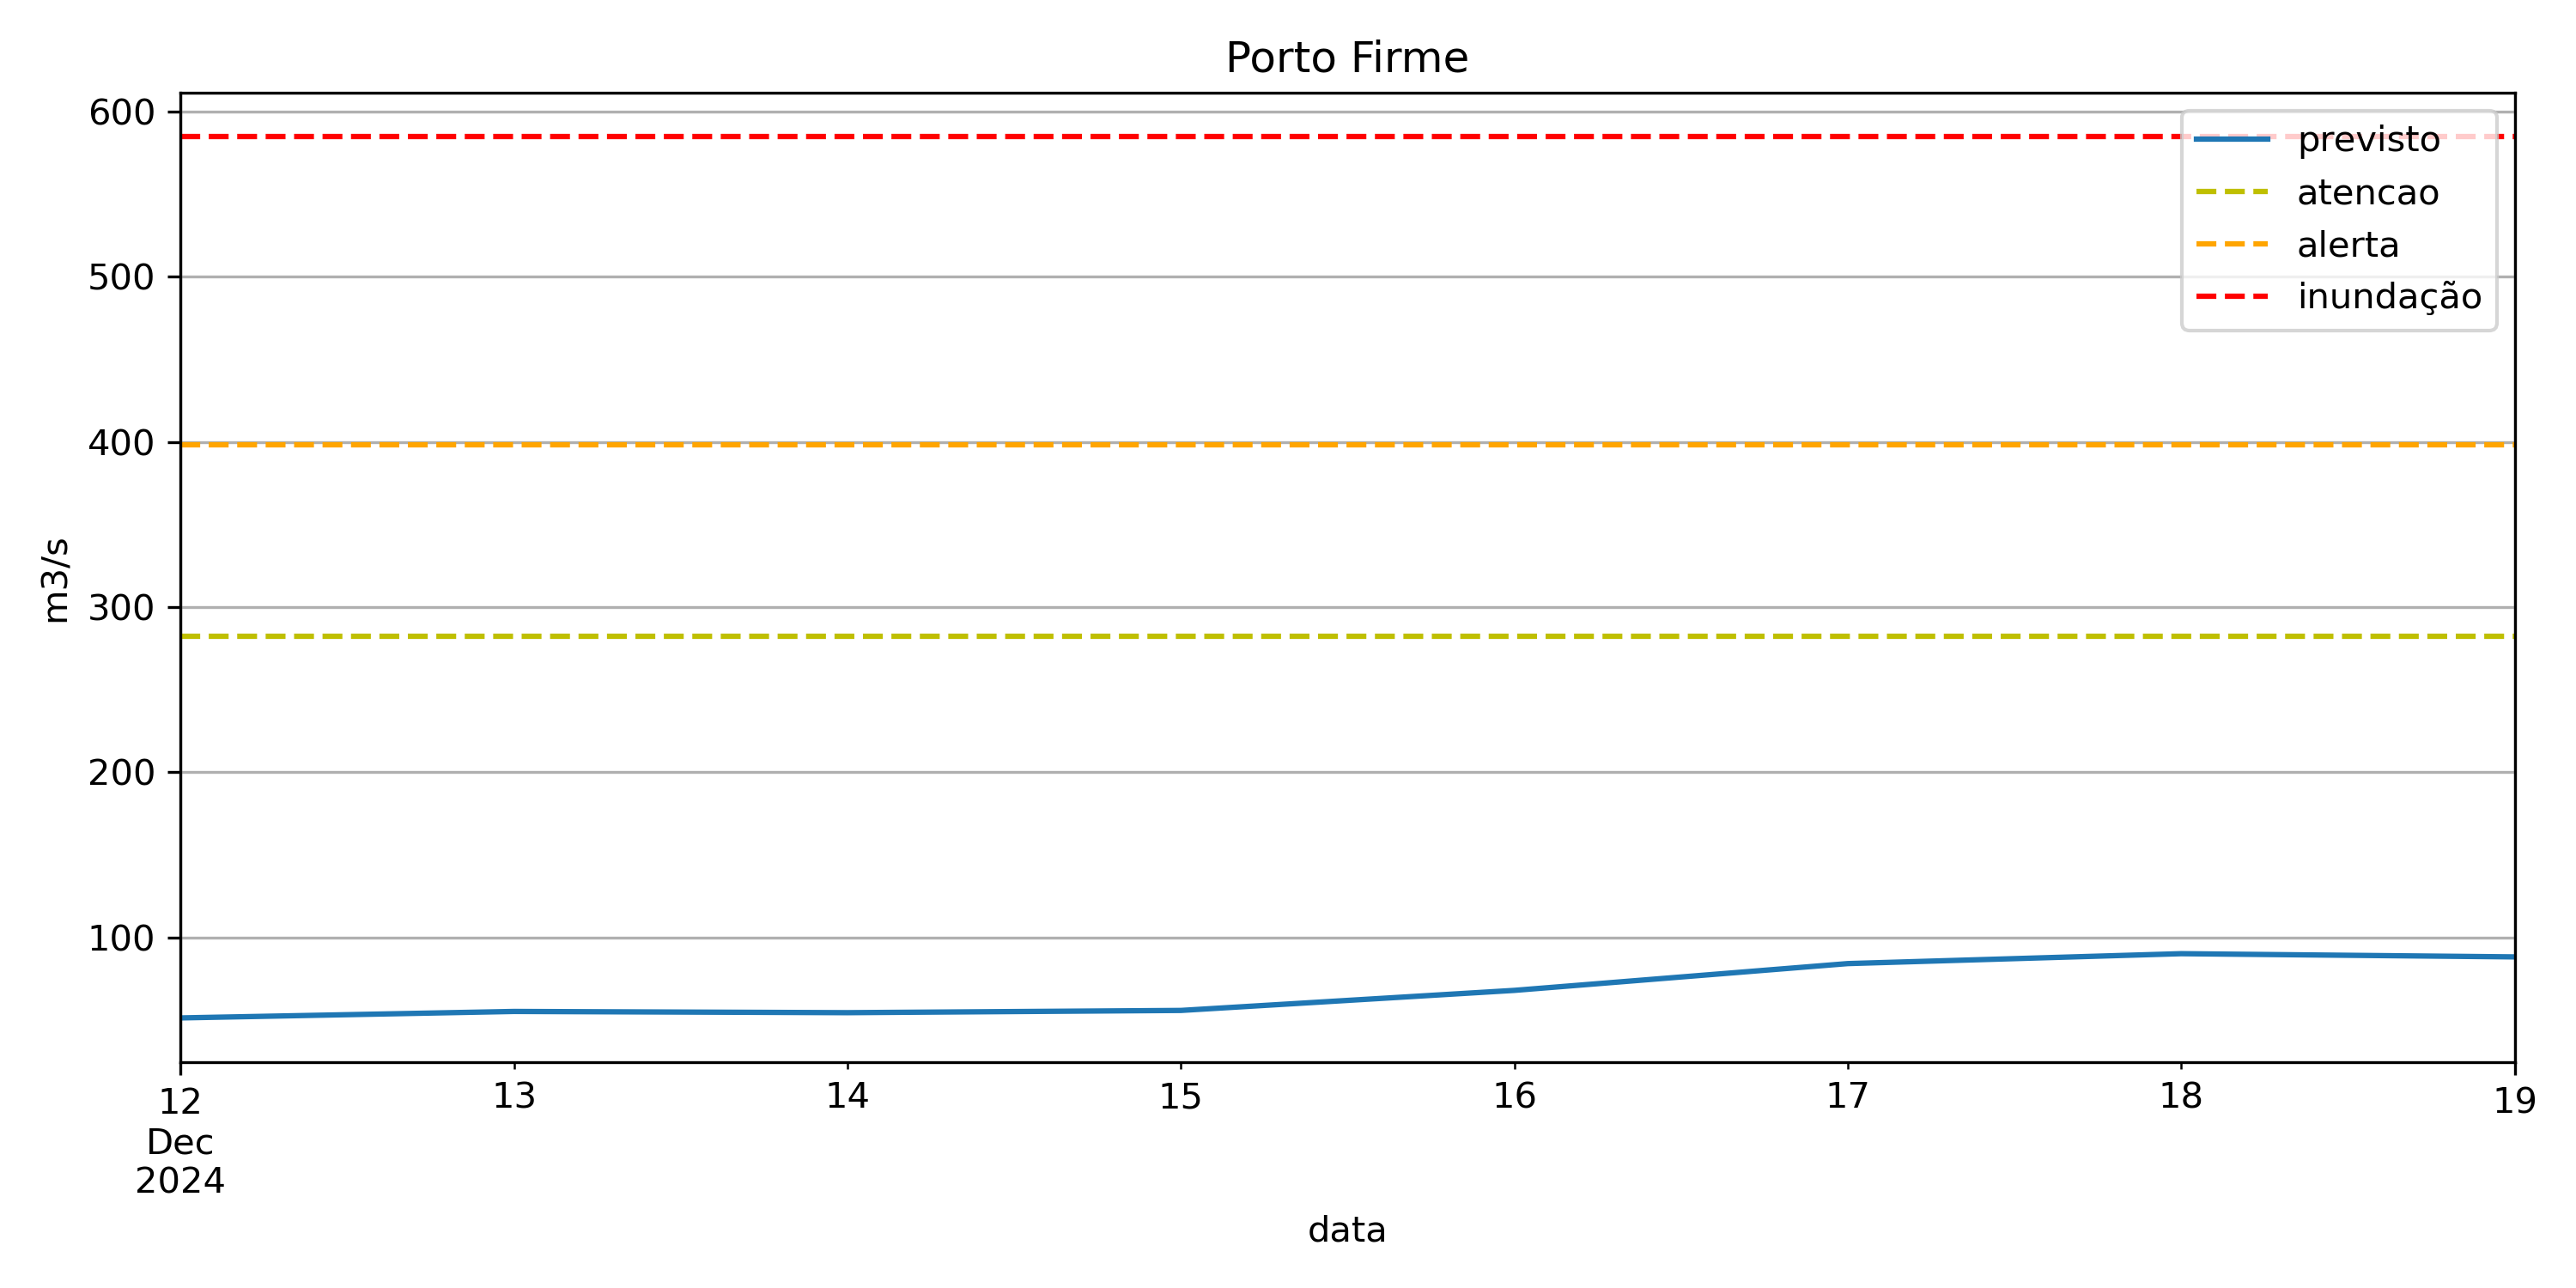 Porto Firme
600
500
400
300
200
100
m3/s
previsto
atencao
alerta
inundação
12
Dec
2024
13
14
15
16
17
18
19
data